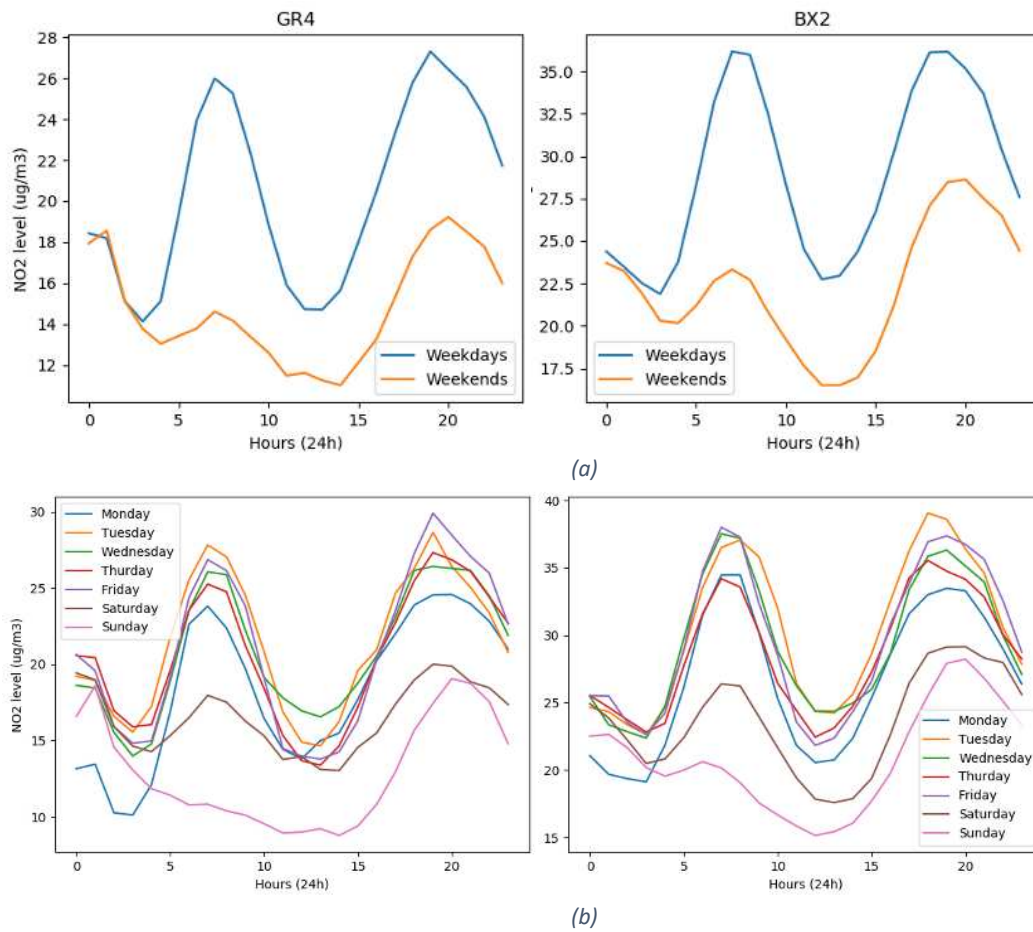 GR4
BX2
28
26
24
22
20
18
16
14
12
NO2 level (ug/m3)
0 5 10 15 20
Hours (24h)
Weekdays
Weekends
35.0
32.5
30.0
27.5
25.0
22.5
20.0
17.5
NO2 level (ug/m3)
0 5 10 15 20
Hours (24h)
Weekdays
Weekends
(a)
30
25
20
15
10
NO2 level (ug/m3)
0 5 10 15 20
Hours (24h)
Monday
Tuesday
Wednesday
Thurday
Friday
Saturday
Sunday
40
35
30
25
20
15
0 5 10 15 20
Hours (24h)
Monday
Tuesday
Wednesday
Thurday
Friday
Saturday
Sunday
(b)